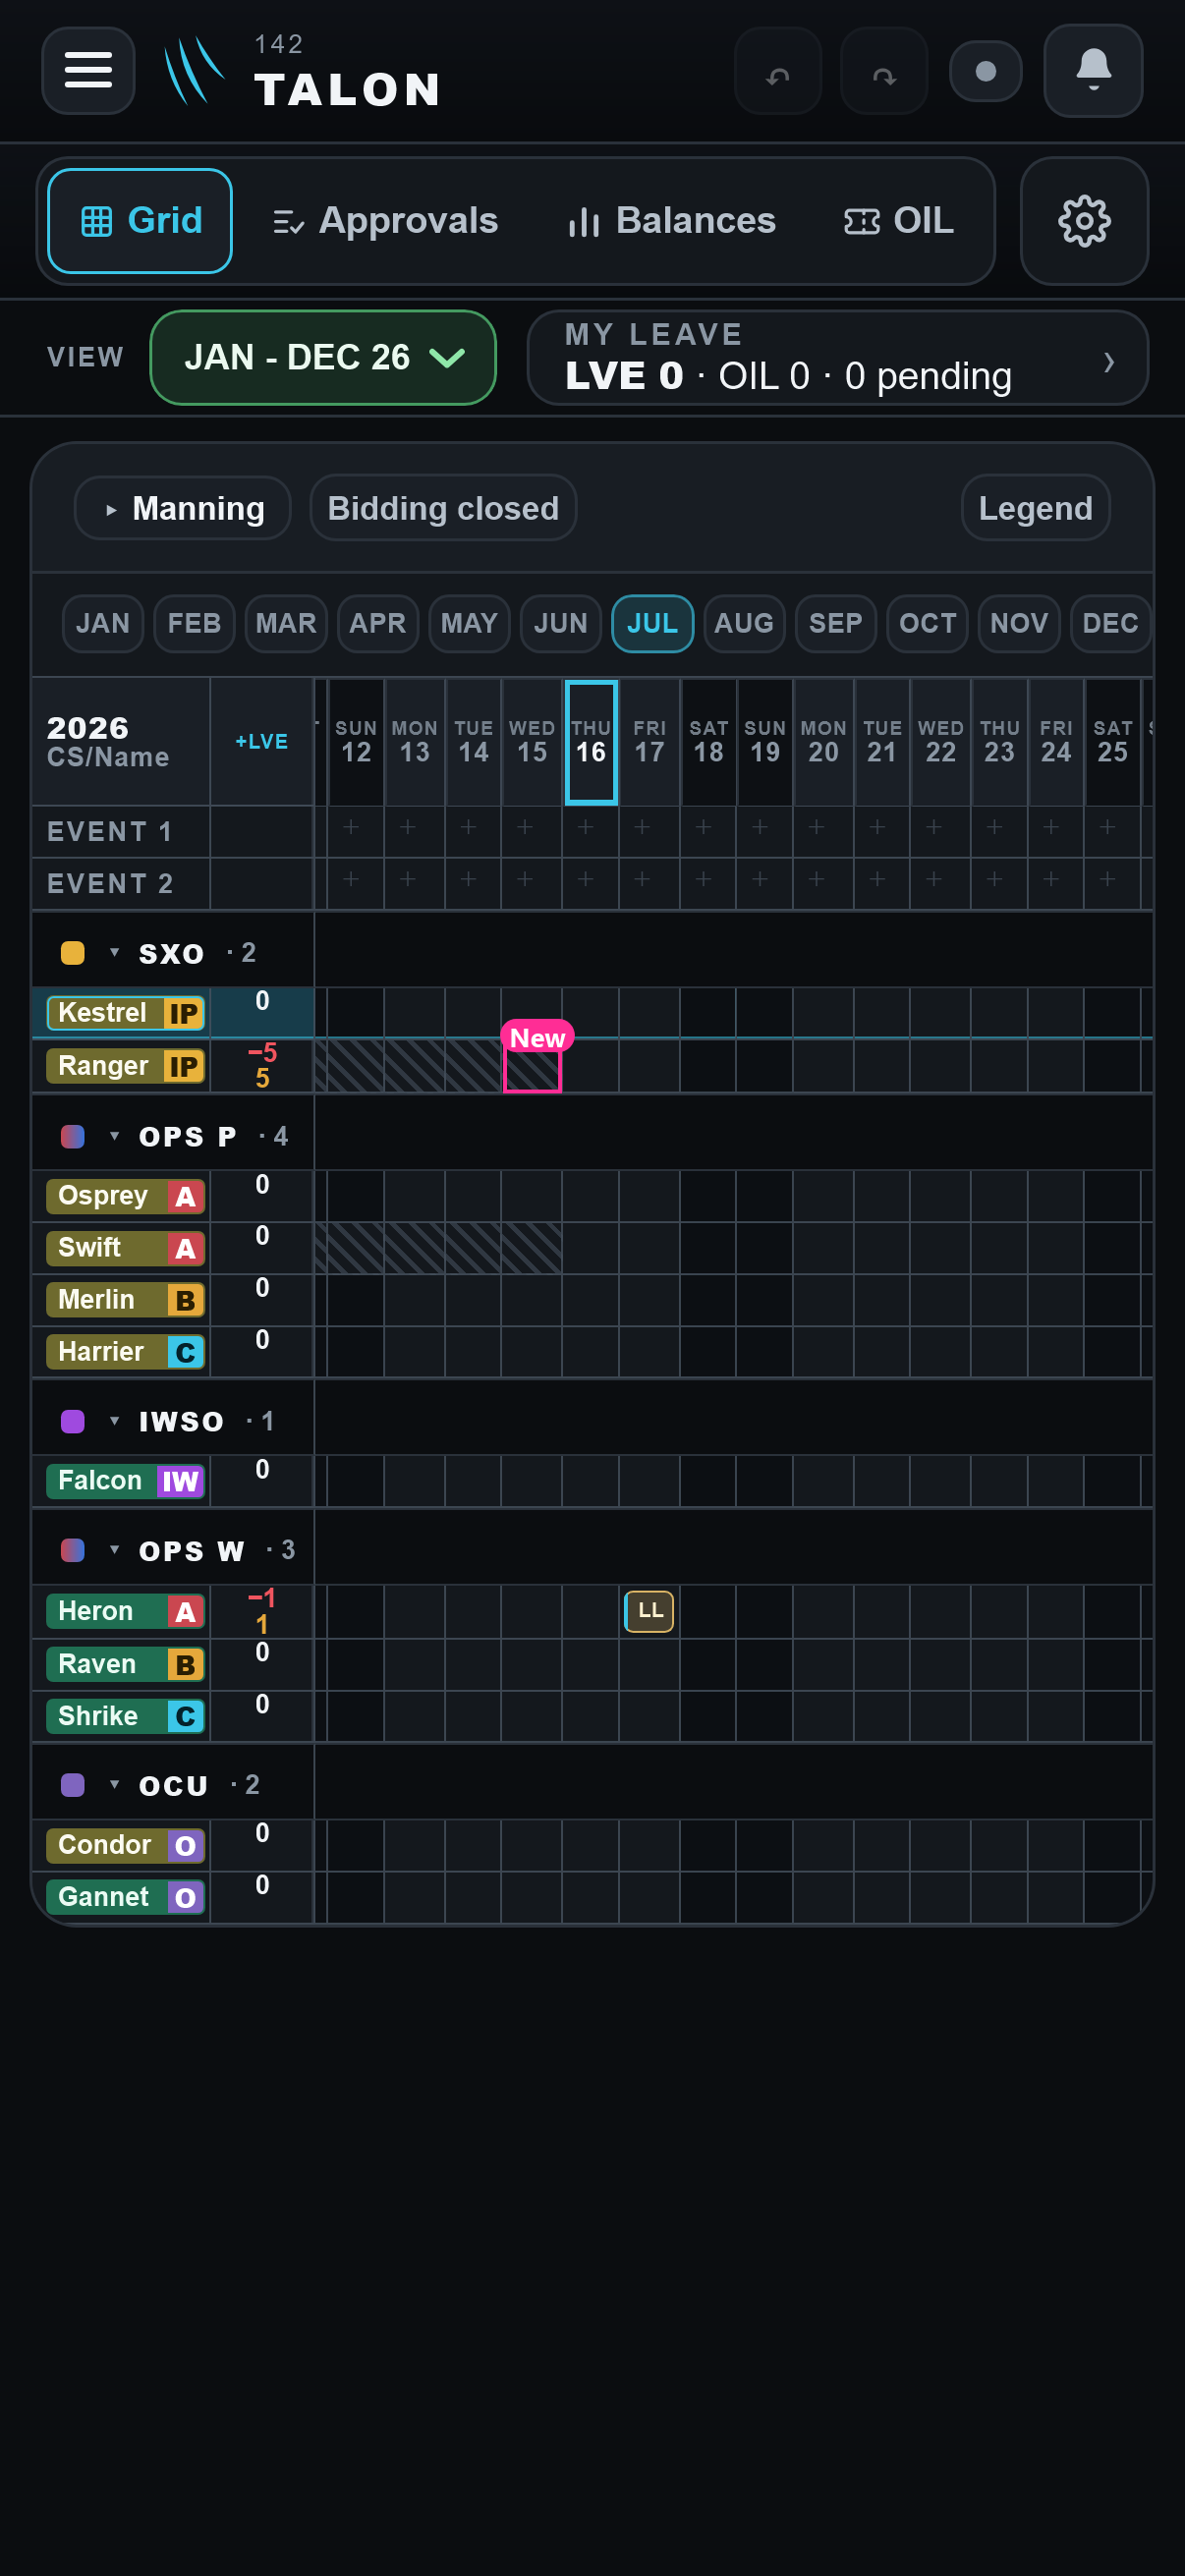 142
TALON
Grid
Approvals
Balances
OIL
VIEW
JAN - DEC 26
MY LEAVE
LVE 0 · OIL 0 · 0 pending
Manning
Bidding closed
Legend
JAN FEB MAR APR MAY JUN JUL AUG SEP OCT NOV DEC
2026
CS/Name
+LVE
SUN MON TUE WED THU FRI SAT SUN MON TUE WED THU FRI SAT
12 13 14 15 16 17 18 19 20 21 22 23 24 25
EVENT 1 + + + + + + + + + + + + + +
EVENT 2 + + + + + + + + + + + + + +
SXO · 2
Kestrel IP 0
New
Ranger IP −5
5
OPS P · 4
Osprey A 0
Swift A 0
Merlin B 0
Harrier C 0
IWSO · 1
Falcon IW 0
OPS W · 3
Heron A −1
1
LL
Raven B 0
Shrike C 0
OCU · 2
Condor O 0
Gannet O 0